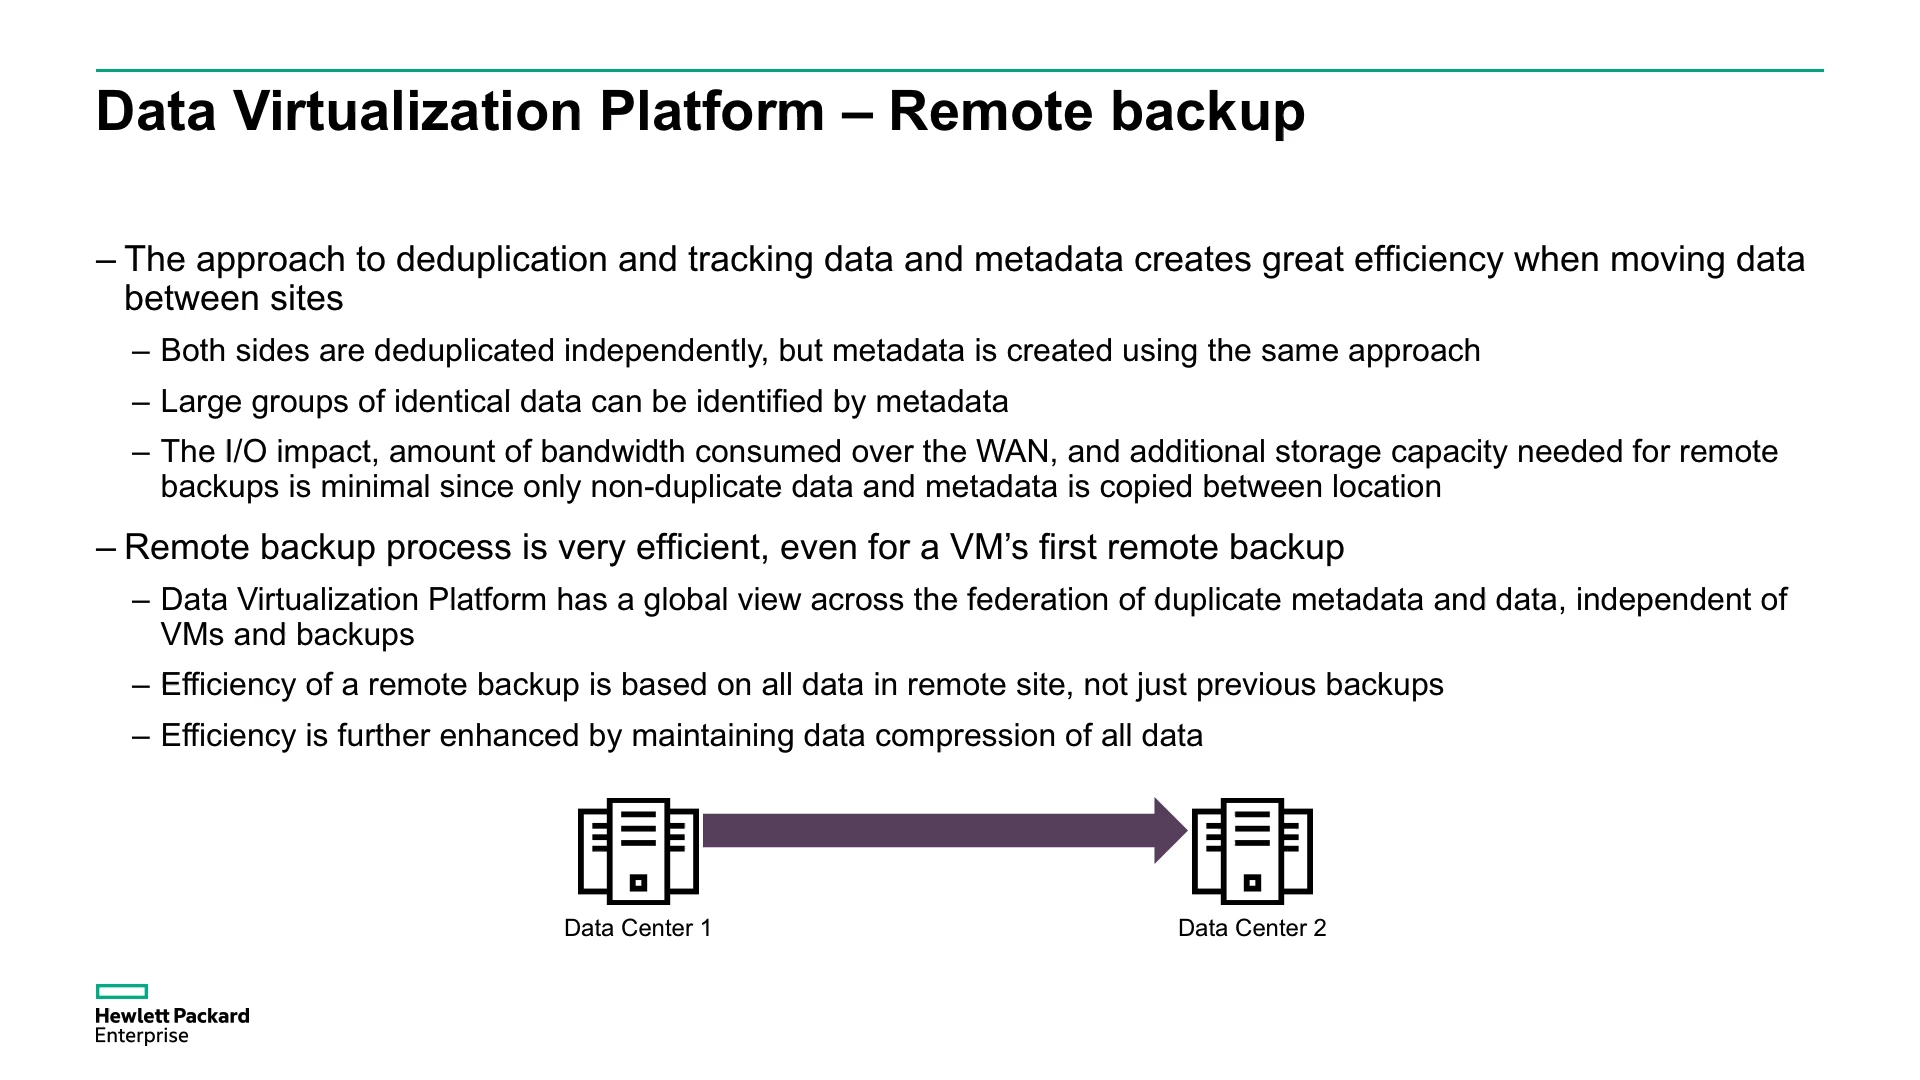 Data Virtualization Platform – Remote backup
– The approach to deduplication and tracking data and metadata creates great efficiency when moving data
between sites
– Both sides are deduplicated independently, but metadata is created using the same approach
– Large groups of identical data can be identified by metadata
– The I/O impact, amount of bandwidth consumed over the WAN, and additional storage capacity needed for remote
backups is minimal since only non-duplicate data and metadata is copied between location
– Remote backup process is very efficient, even for a VM’s first remote backup
– Data Virtualization Platform has a global view across the federation of duplicate metadata and data, independent of
VMs and backups
– Efficiency of a remote backup is based on all data in remote site, not just previous backups
– Efficiency is further enhanced by maintaining data compression of all data
Data Center 1
Data Center 2
Hewlett Packard
Enterprise